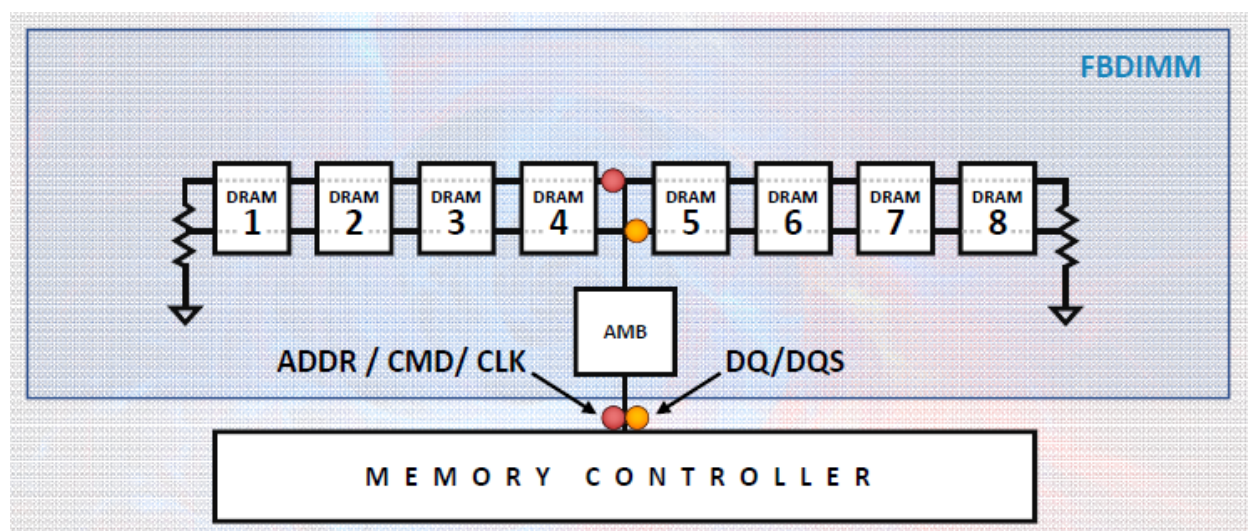 FBDIMM
DRAM DRAM DRAM DRAM DRAM DRAM DRAM DRAM
1 2 3 4 5 6 7 8
AMB
ADDR / CMD/ CLK DQ/DQS
MEMORY CONTROLLER